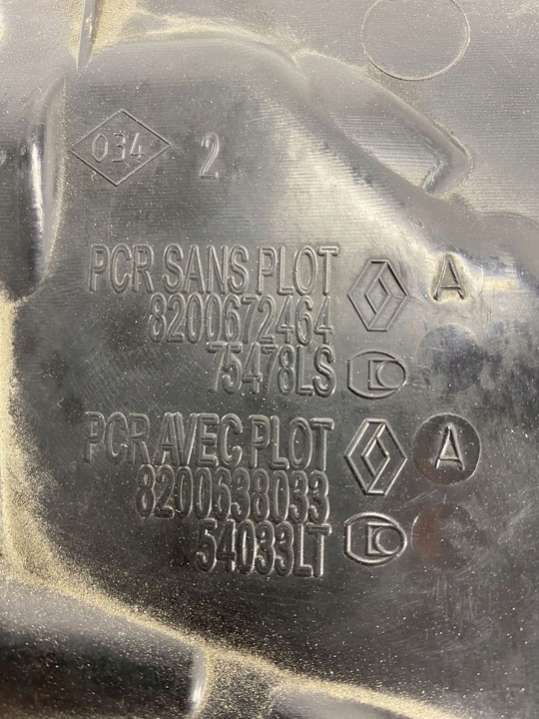 034
2
PCR SANS PLOT A
8200672464
75478LS
PCR AVEC PLOT A
8200638033
54033LT